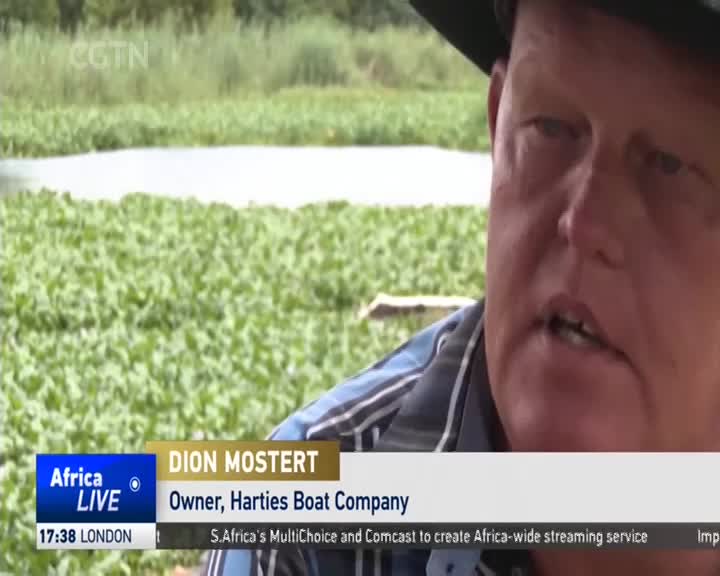 CGTN
DION MOSTERT
Africa
LIVE
Owner, Harties Boat Company
17:38 LONDON
S.Africa's MultiChoice and Comcast to create Africa-wide streaming service